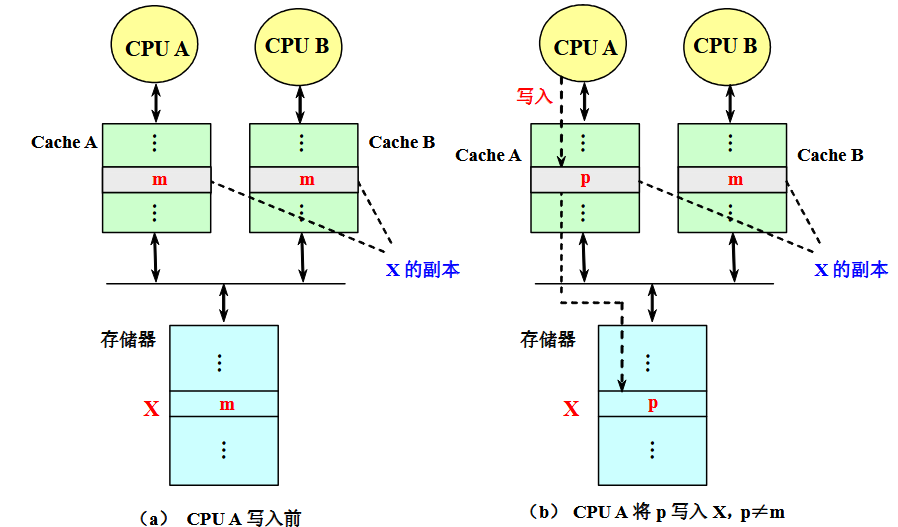 CPU A
CPU B
Cache A
Cache B
⋮
⋮
m
m
⋮
⋮
X 的副本
存储器
⋮
X
m
⋮
（a） CPU A 写入前
CPU A
CPU B
写入
Cache A
Cache B
⋮
⋮
p
m
⋮
⋮
X 的副本
存储器
⋮
X
p
⋮
（b） CPU A 将 p 写入 X，p≠m